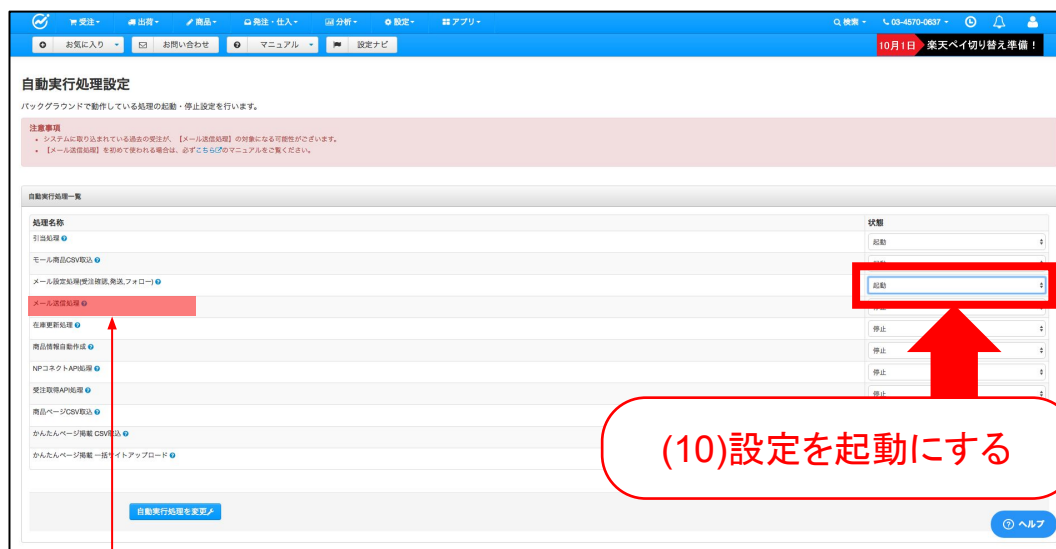 受注 出荷 商品 発注・仕入 分析 設定 アプリ 検索 03-4570-0637
お気に入り お問い合わせ マニュアル 設定ナビ 10月1日 楽天ペイ切り替え準備！
自動実行処理設定
バックグラウンドで動作している処理の起動・停止設定を行います。
注意事項
システムに取り込まれている過去の受注が、【メール送信処理】の対象になる可能性がございます。
【メール送信処理】を初めて使われる場合は、必ずこちらのマニュアルをご覧ください。
自動実行処理一覧
処理名称 状態
引当処理 起動
モール商品CSV取込
メール設定処理(受注確認,発送,フォロー) 起動
メール送信処理
在庫更新処理 停止
商品情報自動作成 停止
NPコネクトAPI処理 停止
受注取得API処理 停止
商品ページCSV取込
かんたんページ掲載 CSV取込
かんたんページ掲載 一括サイトアップロード
(10)設定を起動にする
自動実行処理を変更
ヘルプ